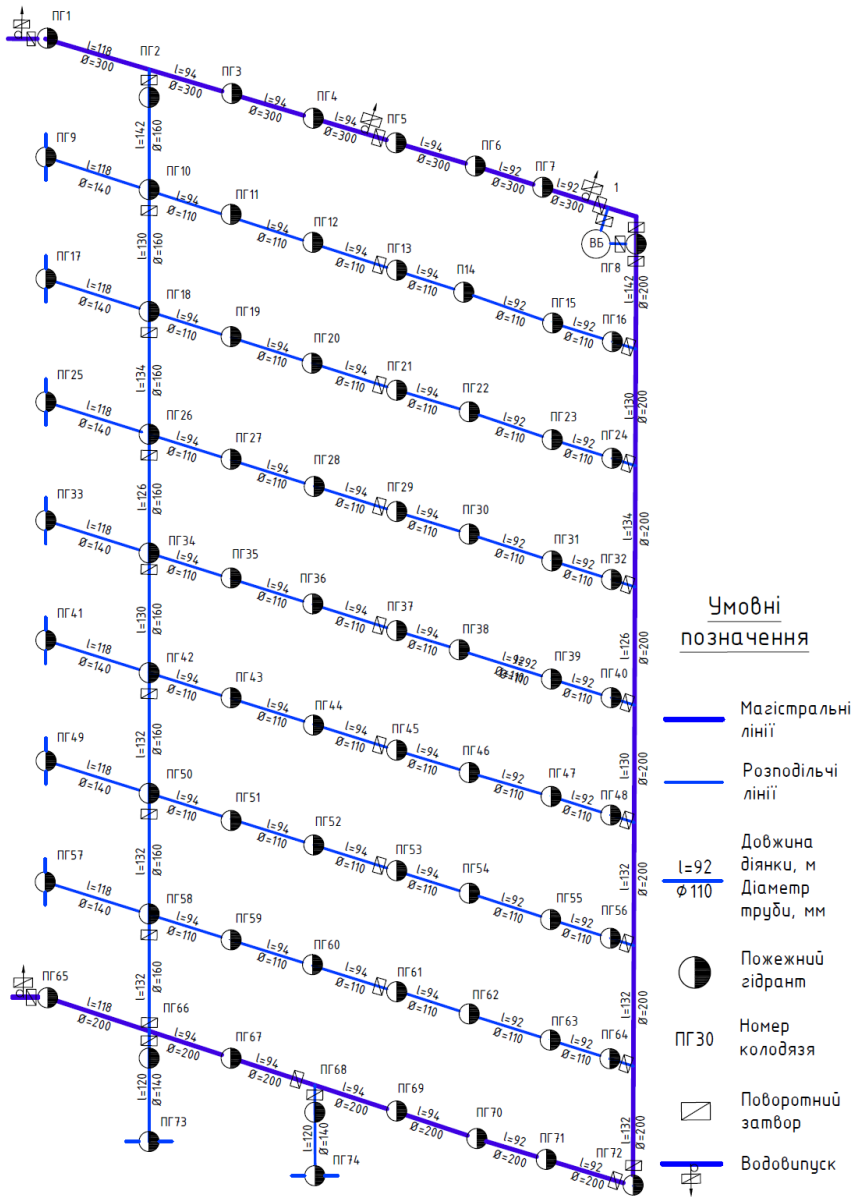 ПГ1
l=118
Ø=300
ПГ2
l=94
Ø=300
ПГ3
l=94
Ø=300
ПГ4
l=94
Ø=300
ПГ5
l=94
Ø=300
ПГ6
l=92
Ø=300
ПГ7
l=92
Ø=300
1
ВБ
ПГ8
l=142
Ø=160
l=142
Ø=200
ПГ9
l=118
Ø=140
ПГ10
l=94
Ø=110
ПГ11
l=94
Ø=110
ПГ12
l=94
Ø=110
ПГ13
l=94
Ø=110
П14
l=92
Ø=110
ПГ15
l=92
Ø=110
ПГ16
l=130
Ø=160
l=130
Ø=200
ПГ17
l=118
Ø=140
ПГ18
l=94
Ø=110
ПГ19
l=94
Ø=110
ПГ20
l=94
Ø=110
ПГ21
l=94
Ø=110
ПГ22
l=92
Ø=110
ПГ23
l=92
Ø=110
ПГ24
l=134
Ø=160
l=134
Ø=200
ПГ25
l=118
Ø=140
ПГ26
l=94
Ø=110
ПГ27
l=94
Ø=110
ПГ28
l=94
Ø=110
ПГ29
l=94
Ø=110
ПГ30
l=92
Ø=110
ПГ31
l=92
Ø=110
ПГ32
l=126
Ø=160
l=126
Ø=200
ПГ33
l=118
Ø=140
ПГ34
l=94
Ø=110
ПГ35
l=94
Ø=110
ПГ36
l=94
Ø=110
ПГ37
l=94
Ø=110
ПГ38
l=92
Ø=110
ПГ39
l=92
Ø=110
ПГ40
l=130
Ø=160
l=130
Ø=200
ПГ41
l=118
Ø=140
ПГ42
l=94
Ø=110
ПГ43
l=94
Ø=110
ПГ44
l=94
Ø=110
ПГ45
l=94
Ø=110
ПГ46
l=92
Ø=110
ПГ47
l=92
Ø=110
ПГ48
l=132
Ø=160
l=132
Ø=200
ПГ49
l=118
Ø=140
ПГ50
l=94
Ø=110
ПГ51
l=94
Ø=110
ПГ52
l=94
Ø=110
ПГ53
l=94
Ø=110
ПГ54
l=92
Ø=110
ПГ55
l=92
Ø=110
ПГ56
l=132
Ø=160
l=132
Ø=200
ПГ57
l=118
Ø=140
ПГ58
l=94
Ø=110
ПГ59
l=94
Ø=110
ПГ60
l=94
Ø=110
ПГ61
l=94
Ø=110
ПГ62
l=92
Ø=110
ПГ63
l=92
Ø=110
ПГ64
l=132
Ø=160
l=132
Ø=200
ПГ65
l=118
Ø=200
ПГ66
l=94
Ø=200
ПГ67
l=94
Ø=200
ПГ68
l=94
Ø=200
ПГ69
l=94
Ø=200
ПГ70
l=92
Ø=200
ПГ71
l=92
Ø=200
ПГ72
l=120
Ø=140
ПГ73
l=120
Ø=140
ПГ74
Умовні
позначення
Магістральні
лінії
Розподільчі
лінії
l=92
Ø 110
Довжина
діянки, м
Діаметр
труби, мм
Пожежний
гідрант
ПГ30
Номер
колодязя
Поворотний
затвор
Водовипуск